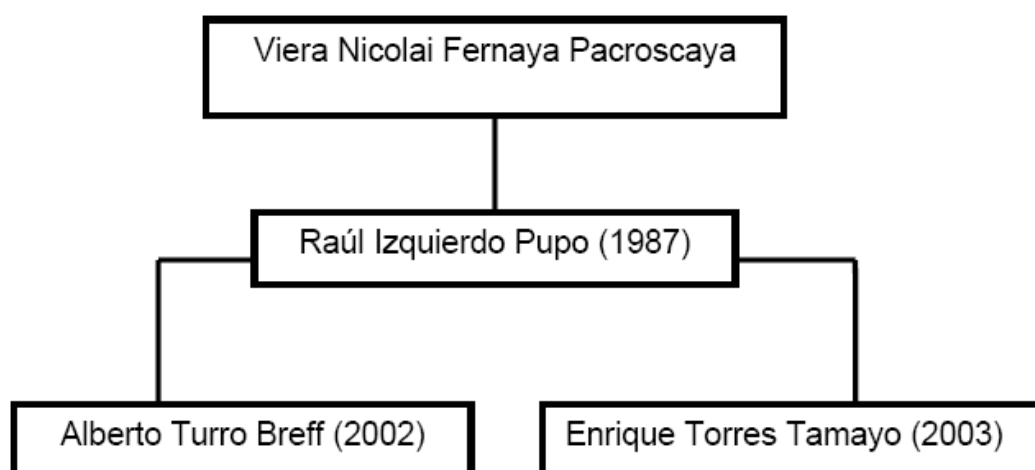 Viera Nicolai Fernaya Pacroscaya
Raúl Izquierdo Pupo (1987)
Alberto Turro Breff (2002)
Enrique Torres Tamayo (2003)